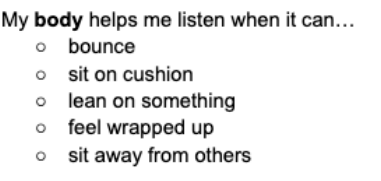 My body helps me listen when it can…
○ bounce
○ sit on cushion
○ lean on something
○ feel wrapped up
○ sit away from others